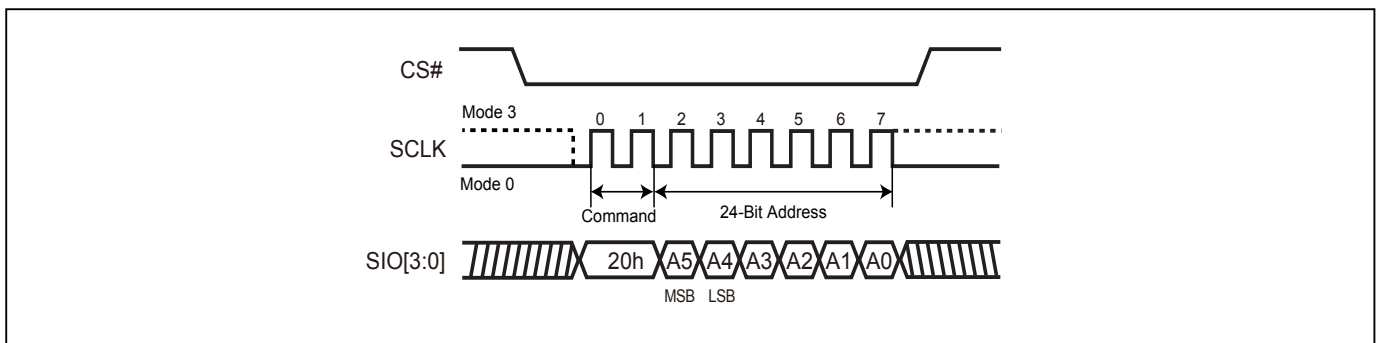 CS#
Mode 3
0 1 2 3 4 5 6 7
SCLK
Mode 0
Command 24-Bit Address
SIO[3:0] 20h A5 A4 A3 A2 A1 A0
MSB LSB